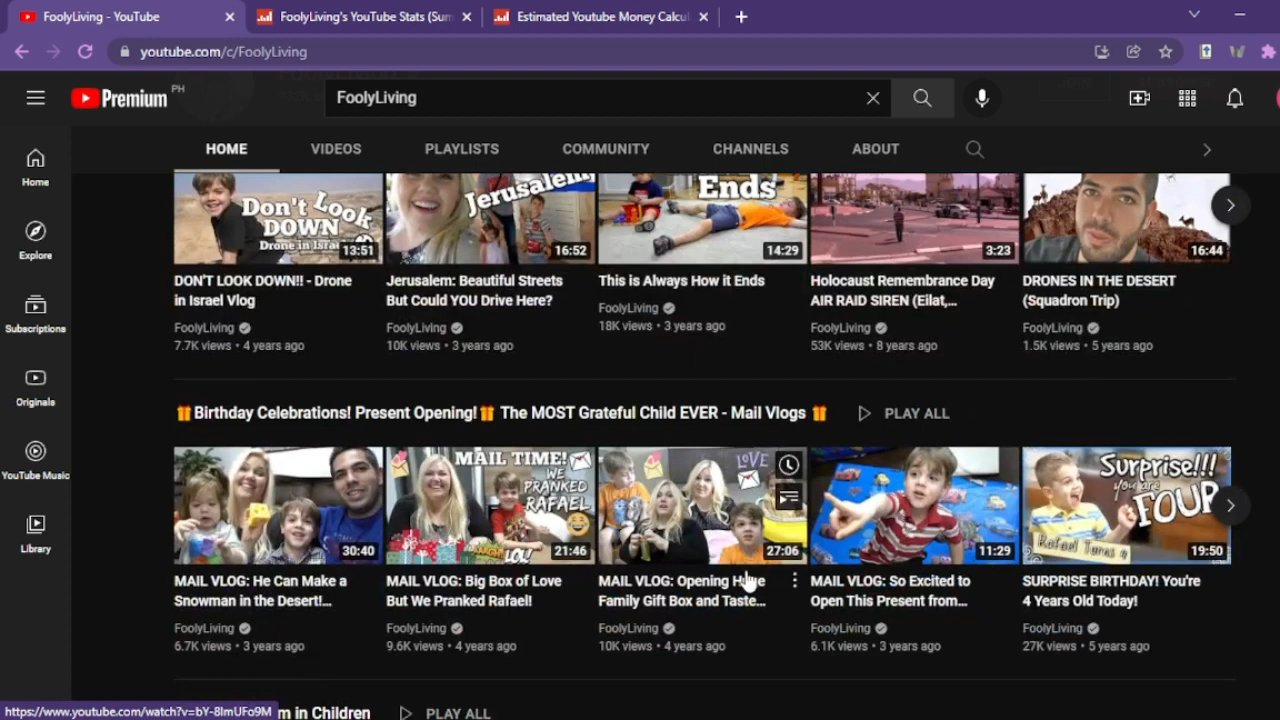 FoolyLiving - YouTube
FoolyLiving's YouTube Stats (Sum
Estimated Youtube Money Calcul
youtube.com/c/FoolyLiving
Premium PH
FoolyLiving
HOME VIDEOS PLAYLISTS COMMUNITY CHANNELS ABOUT
Home
Explore
Subscriptions
Originals
YouTube Music
Library
Don't Look
DOWN
Drone in Israel
13:51
Jerusalem
16:52
Ends
14:29
3:23
16:44
DON'T LOOK DOWN!! - Drone
in Israel Vlog
FoolyLiving
7.7K views • 4 years ago
Jerusalem: Beautiful Streets
But Could YOU Drive Here?
FoolyLiving
10K views • 3 years ago
This is Always How it Ends
FoolyLiving
18K views • 3 years ago
Holocaust Remembrance Day
AIR RAID SIREN (Eilat,...
FoolyLiving
53K views • 8 years ago
DRONES IN THE DESERT
(Squadron Trip)
FoolyLiving
1.5K views • 5 years ago
🎁Birthday Celebrations! Present Opening!🎁 The MOST Grateful Child EVER - Mail Vlogs 🎁 PLAY ALL
30:40
MAIL TIME!
WE
PRANKED
RAFAEL!
LOL!
21:46
LOVE
27:06
11:29
Surprise!!!
you are
FOUR
Rafael Turns 4
19:50
MAIL VLOG: He Can Make a
Snowman in the Desert!...
FoolyLiving
6.7K views • 3 years ago
MAIL VLOG: Big Box of Love
But We Pranked Rafael!
FoolyLiving
9.6K views • 4 years ago
MAIL VLOG: Opening Huge
Family Gift Box and Taste...
FoolyLiving
10K views • 4 years ago
MAIL VLOG: So Excited to
Open This Present from...
FoolyLiving
6.1K views • 3 years ago
SURPRISE BIRTHDAY! You're
4 Years Old Today!
FoolyLiving
27K views • 5 years ago
https://www.youtube.com/watch?v=bY-8ImUFo9M
m in Children PLAY ALL